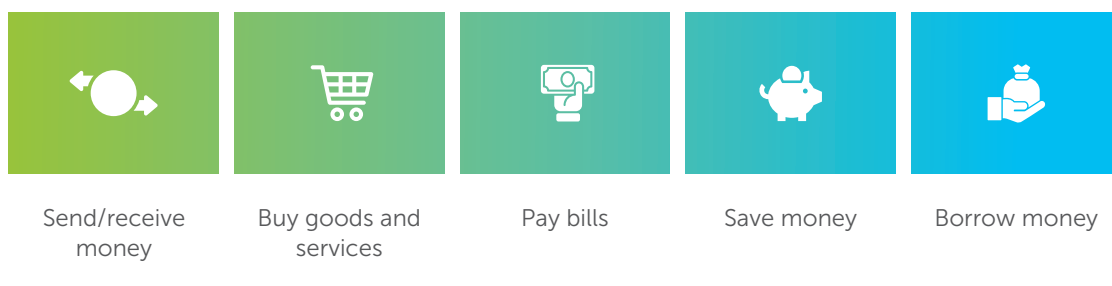 Send/receive
money
Buy goods and
services
Pay bills
Save money
Borrow money